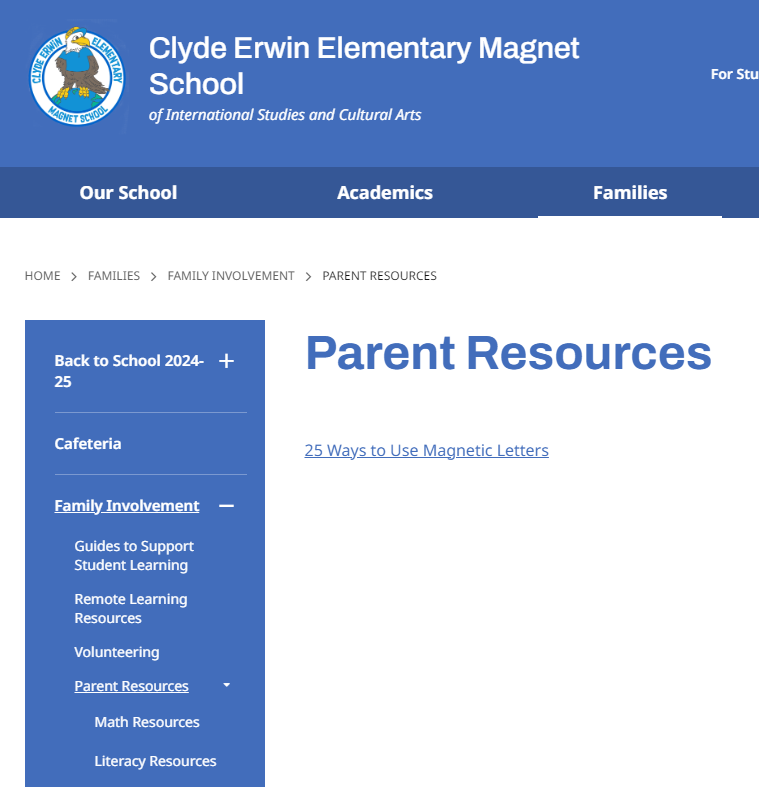 CLYDE ERWIN ELEMENTARY
MAGNET SCHOOL
Clyde Erwin Elementary Magnet
School
of International Studies and Cultural Arts
For Stu
Our School
Academics
Families
HOME > FAMILIES > FAMILY INVOLVEMENT > PARENT RESOURCES
Back to School 2024-
25
Cafeteria
Family Involvement
Guides to Support
Student Learning
Remote Learning
Resources
Volunteering
Parent Resources
Math Resources
Literacy Resources
Parent Resources
25 Ways to Use Magnetic Letters